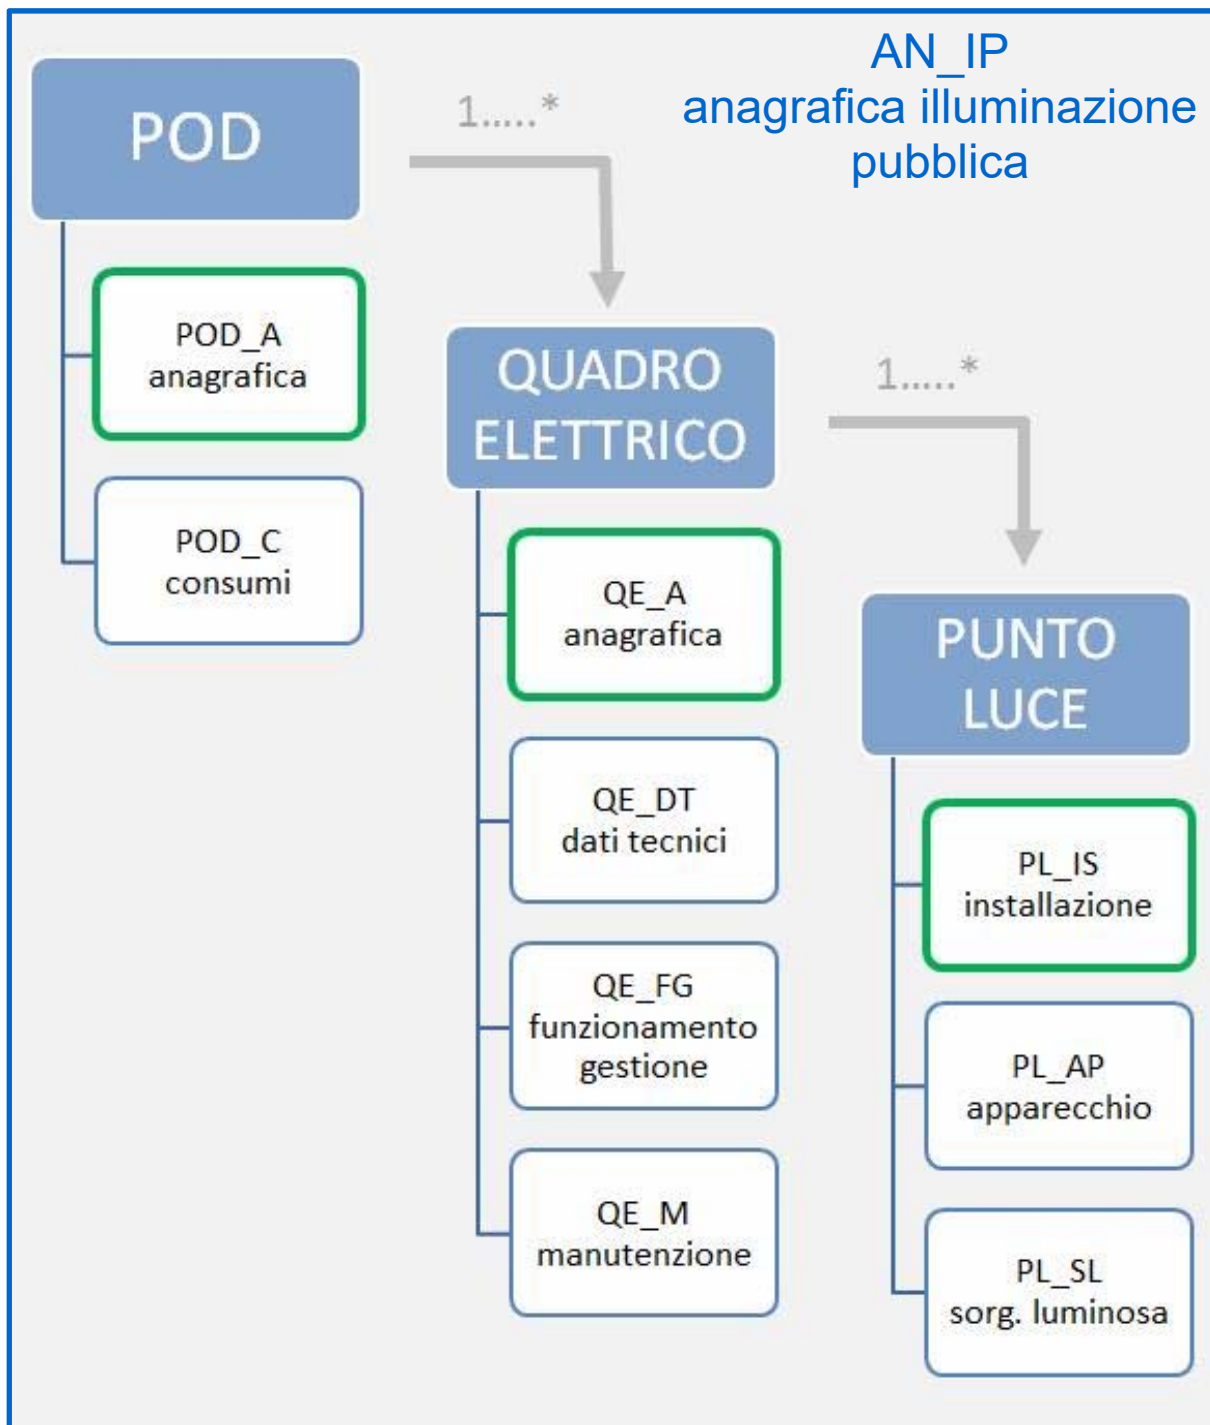 AN_IP
anagrafica illuminazione
pubblica
POD
1.....*
POD_A
anagrafica
POD_C
consumi
QUADRO
ELETTRICO
1.....*
QE_A
anagrafica
QE_DT
dati tecnici
QE_FG
funzionamento
gestione
QE_M
manutenzione
PUNTO
LUCE
PL_IS
installazione
PL_AP
apparecchio
PL_SL
sorg. luminosa